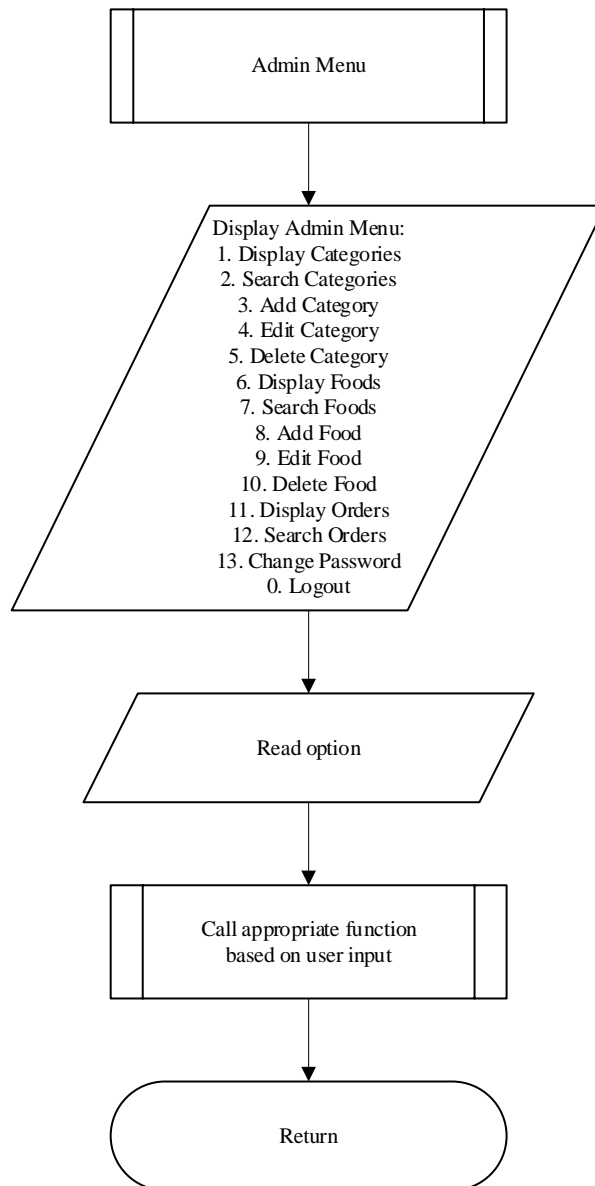 Admin Menu
Display Admin Menu:
1. Display Categories
2. Search Categories
3. Add Category
4. Edit Category
5. Delete Category
6. Display Foods
7. Search Foods
8. Add Food
9. Edit Food
10. Delete Food
11. Display Orders
12. Search Orders
13. Change Password
0. Logout
Read option
Call appropriate function
based on user input
Return